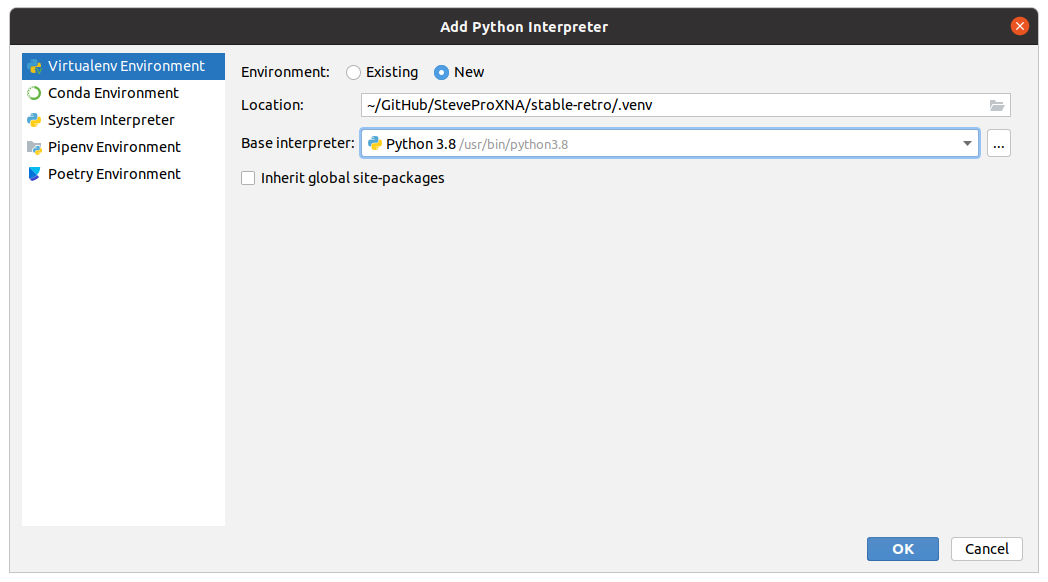 Add Python Interpreter
Virtualenv Environment
Conda Environment
System Interpreter
Pipenv Environment
Poetry Environment
Environment: Existing New
Location: ~/GitHub/SteveProXNA/stable-retro/.venv
Base interpreter: Python 3.8 /usr/bin/python3.8 ...
Inherit global site-packages
OK Cancel